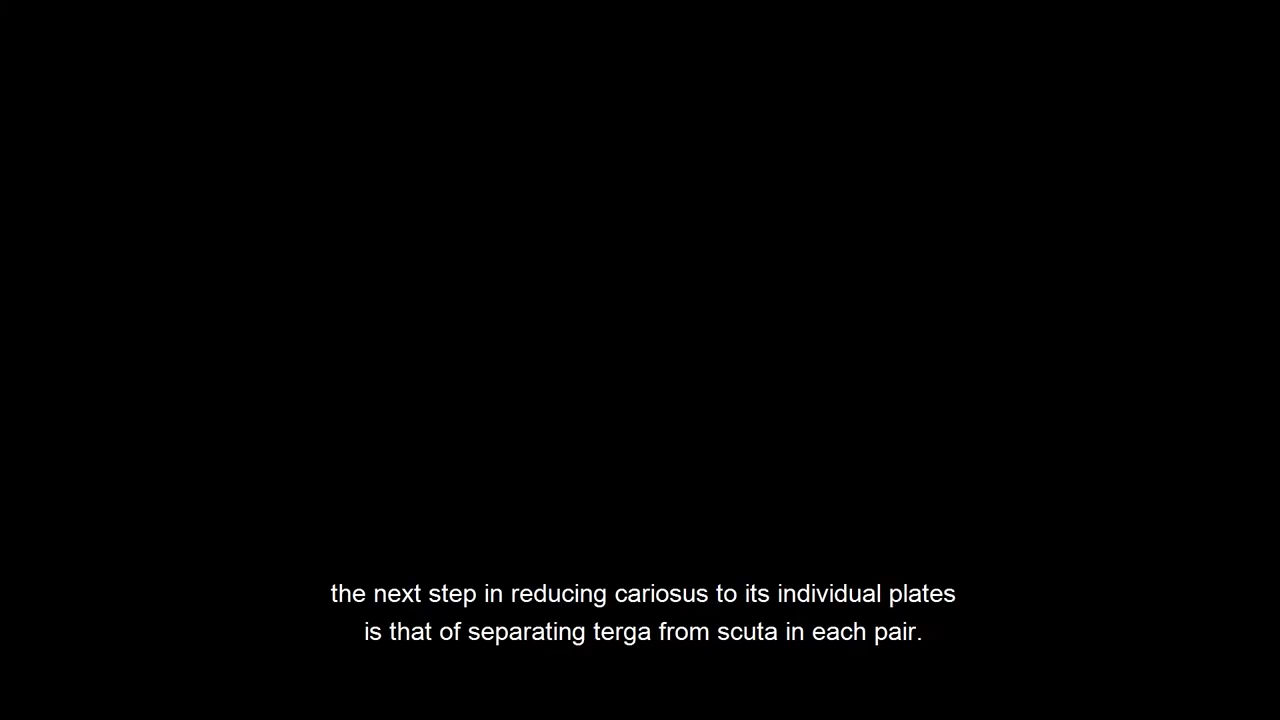 the next step in reducing cariosus to its individual plates
is that of separating terga from scuta in each pair.